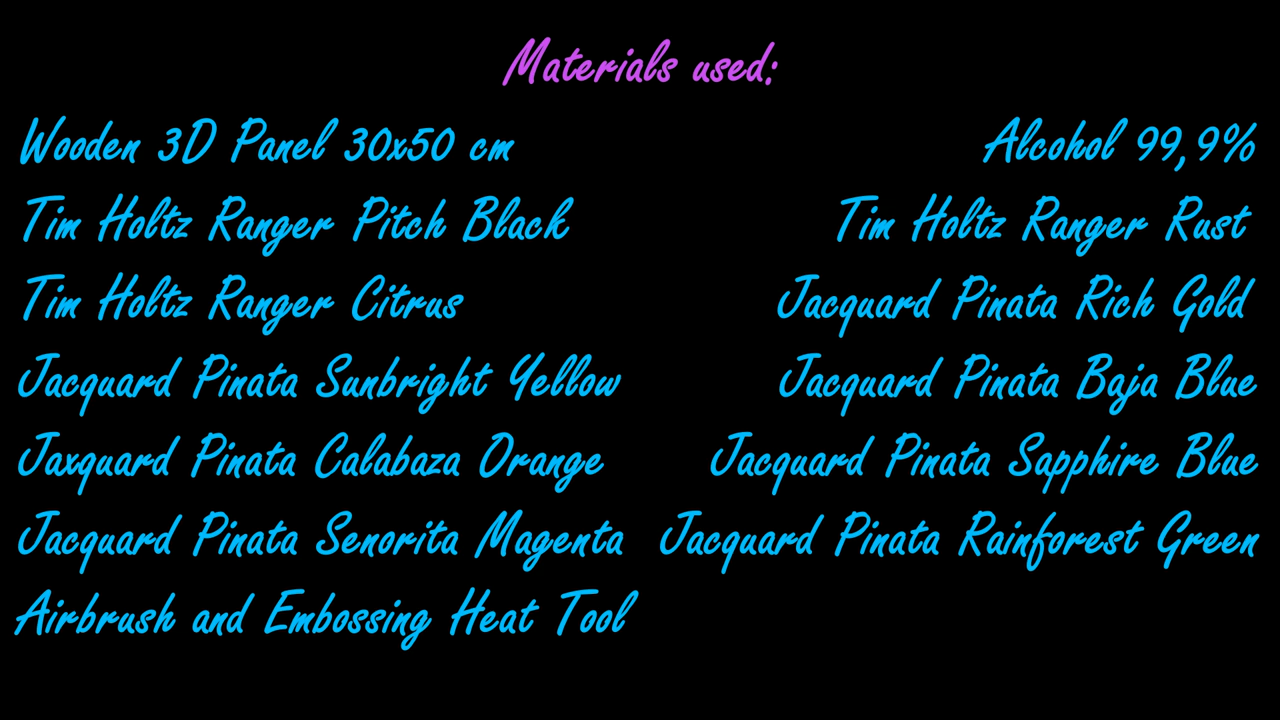 Materials used:
Wooden 3D Panel 30x50 cm
Alcohol 99,9%
Tim Holtz Ranger Pitch Black
Tim Holtz Ranger Rust
Tim Holtz Ranger Citrus
Jacquard Pinata Rich Gold
Jacquard Pinata Sunbright Yellow
Jacquard Pinata Baja Blue
Jaxquard Pinata Calabaza Orange
Jacquard Pinata Sapphire Blue
Jacquard Pinata Senorita Magenta
Jacquard Pinata Rainforest Green
Airbrush and Embossing Heat Tool